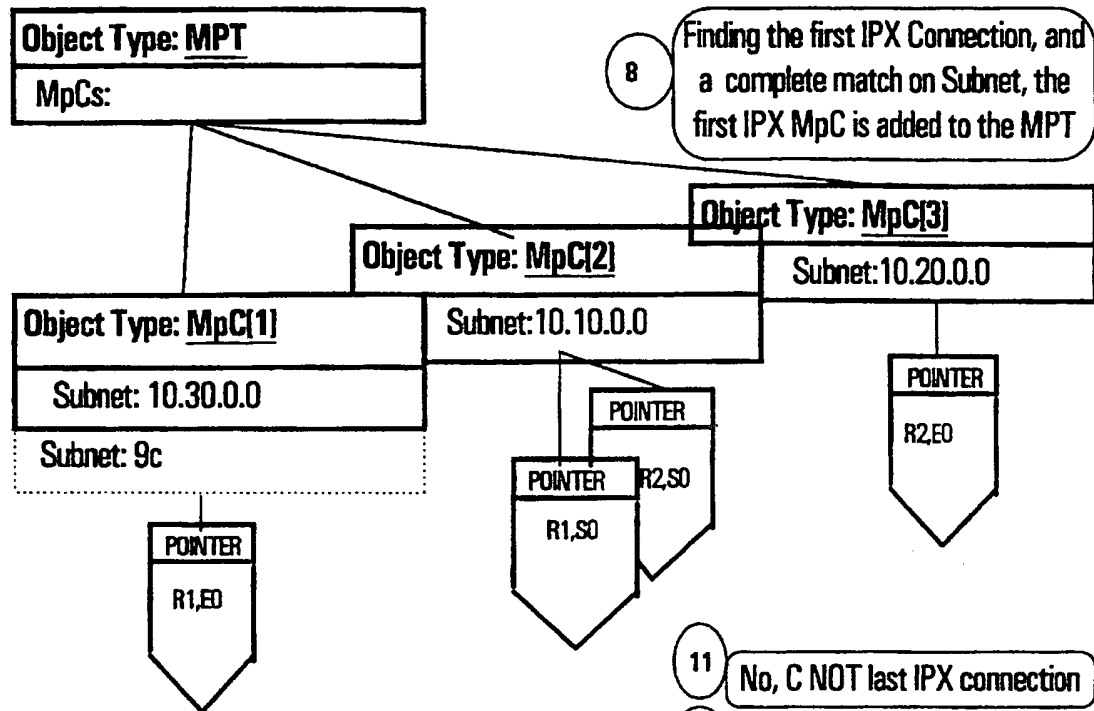 Object Type: MPT
MpCs:
8
Finding the first IPX Connection, and
a complete match on Subnet, the
first IPX MpC is added to the MPT
Object Type: MpC[3]
Subnet:10.20.0.0
Object Type: MpC[2]
Subnet:10.10.0.0
Object Type: MpC[1]
Subnet: 10.30.0.0
Subnet: 9c
POINTER
R2,E0
POINTER
R2,S0
POINTER
R1,S0
POINTER
R1,E0
11
No, C NOT last IPX connection